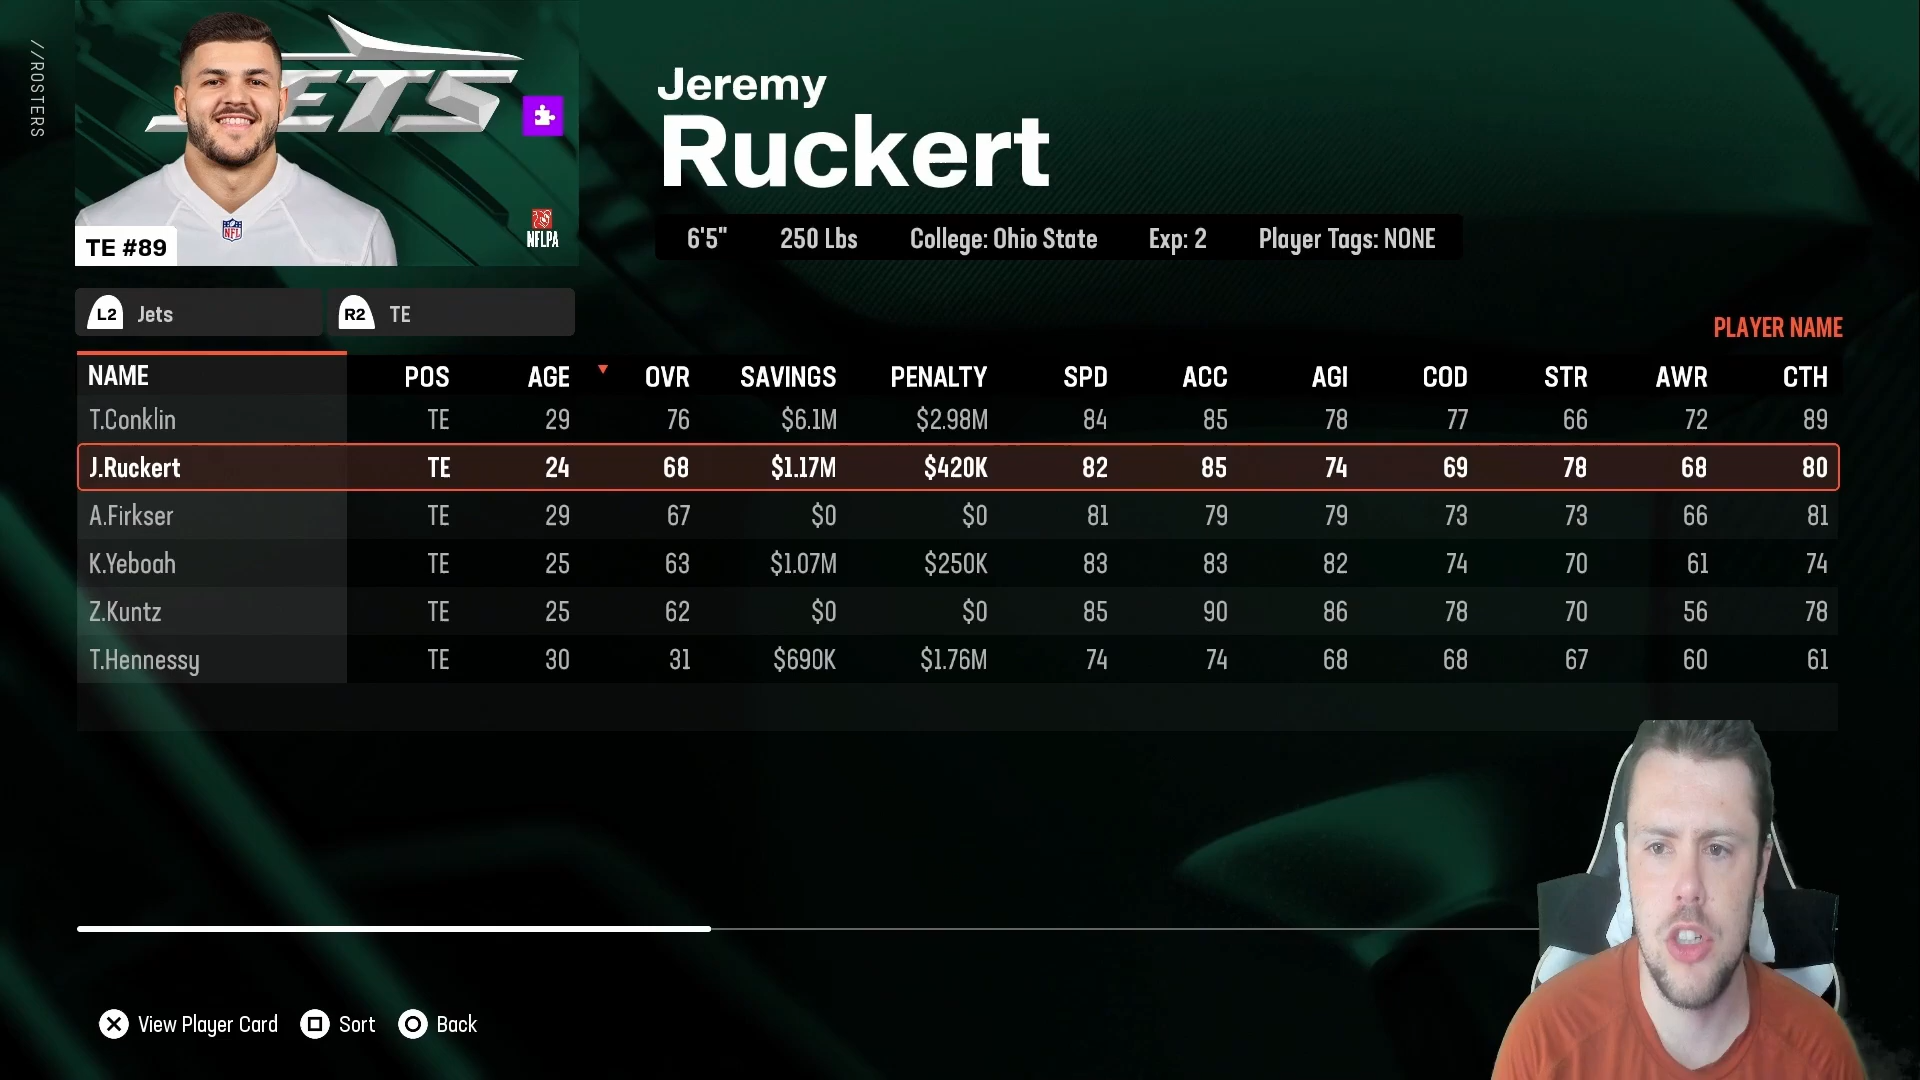 //ROSTERS
JETS
NFL
NFLPA
TE #89
Jeremy
Ruckert
6'5" 250 Lbs College: Ohio State Exp: 2 Player Tags: NONE
L2 Jets R2 TE
PLAYER NAME
NAME POS AGE OVR SAVINGS PENALTY SPD ACC AGI COD STR AWR CTH
T.Conklin TE 29 76 $6.1M $2.98M 84 85 78 77 66 72 89
J.Ruckert TE 24 68 $1.17M $420K 82 85 74 69 78 68 80
A.Firkser TE 29 67 $0 $0 81 79 79 73 73 66 81
K.Yeboah TE 25 63 $1.07M $250K 83 83 82 74 70 61 74
Z.Kuntz TE 25 62 $0 $0 85 90 86 78 70 56 78
T.Hennessy TE 30 31 $690K $1.76M 74 74 68 68 67 60 61
View Player Card Sort Back